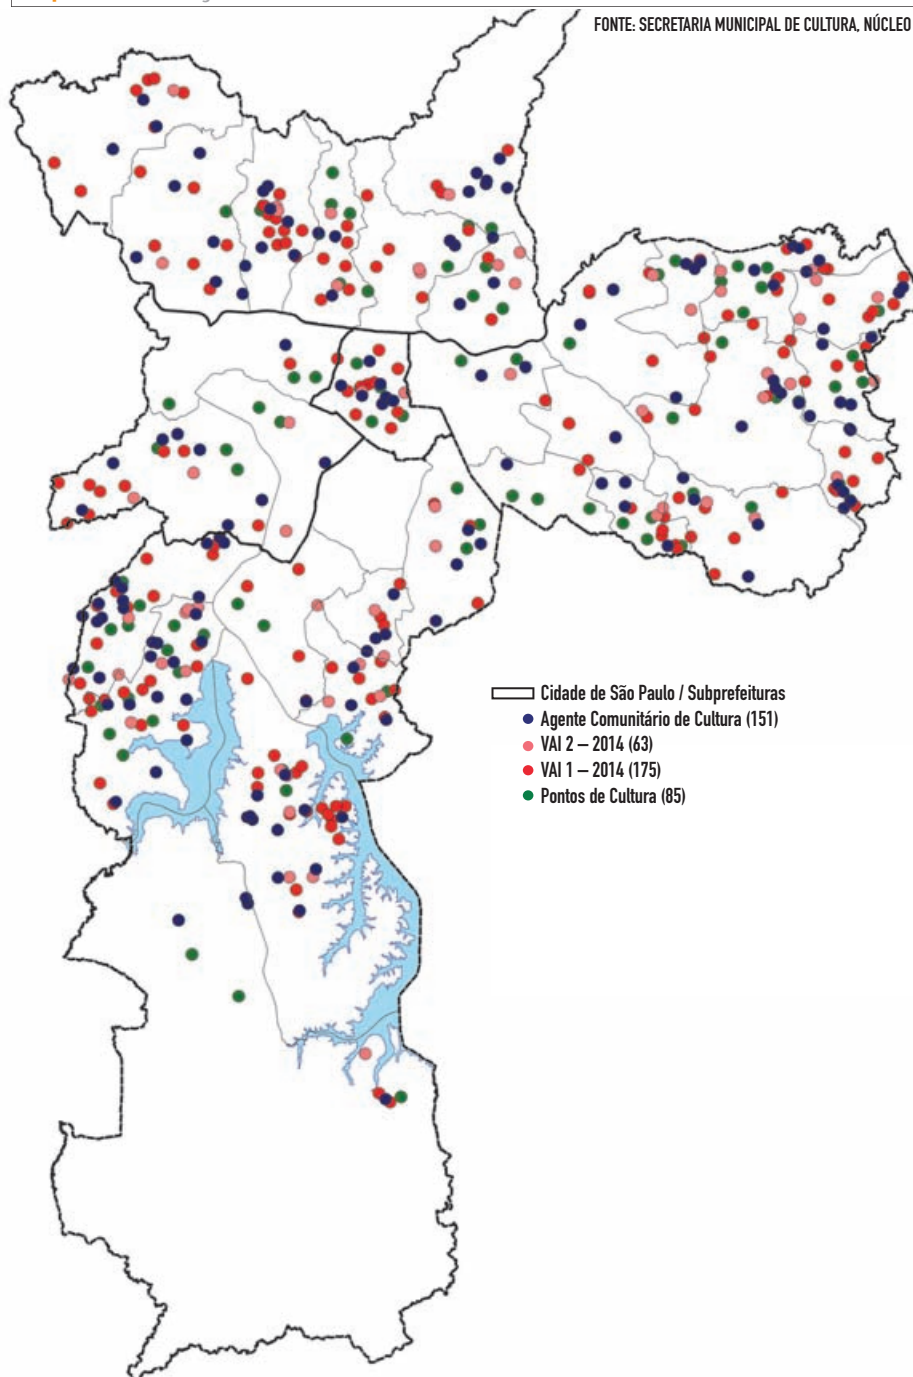 FONTE: SECRETARIA MUNICIPAL DE CULTURA, NÚCLEO
Cidade de São Paulo / Subprefeituras
Agente Comunitário de Cultura (151)
VAI 2 – 2014 (63)
VAI 1 – 2014 (175)
Pontos de Cultura (85)